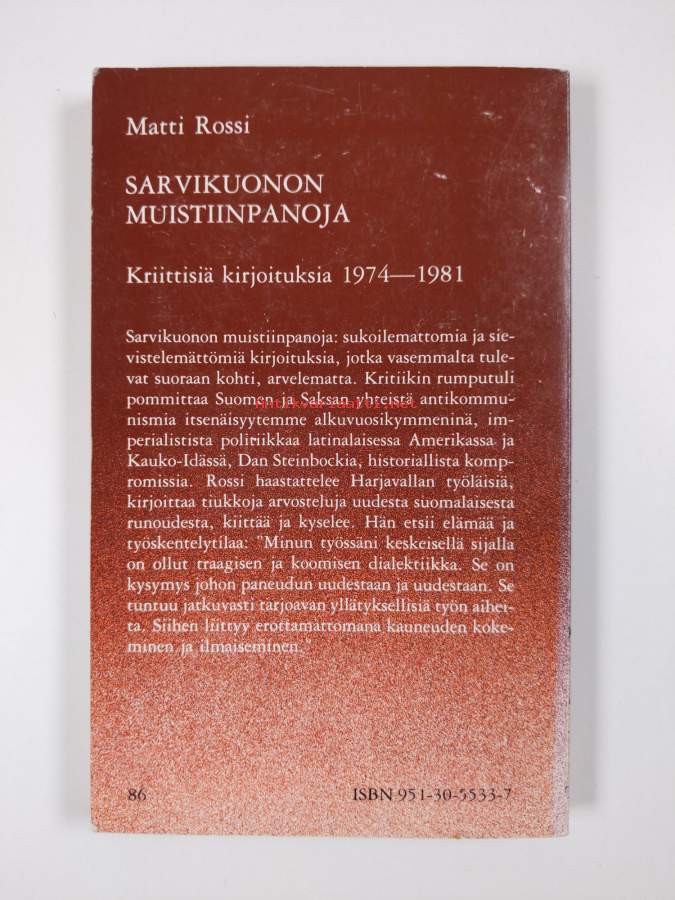 Matti Rossi
SARVIKUONON
MUISTIINPANOJA
Kriittisiä kirjoituksia 1974—1981
Sarvikuonon muistiinpanoja: sukoilemattomia ja sie-
vistelemättömiä kirjoituksia, jotka vasemmalta tule-
vat suoraan kohti, arvelematta. Kritiikin rumputuli
pommittaa Suomen ja Saksan yhteistä antikommu-
Antikvariaatti.net
nismia itsenäisyytemme alkuvuosikymmeninä, im-
perialistista politiikkaa latinalaisessa Amerikassa ja
Kauko-Idässä, Dan Steinbockia, historiallista komp-
romissia. Rossi haastattelee Harjavallan työläisiä,
kirjoittaa tiukkoja arvosteluja uudesta suomalaisesta
runoudesta, kiittää ja kyselee. Hän etsii elämää ja
työskentelytilaa: "Minun työssäni keskeisellä sijalla
on ollut traagisen ja koomisen dialektiikka. Se on
kysymys johon paneudun uudestaan ja uudestaan. Se
tuntuu jatkuvasti tarjoavan yllätyksellisiä työn aihei-
ta. Siihen liittyy erottamattomana kauneuden koke-
minen ja ilmaiseminen."
86
ISBN 951-30-5533-7